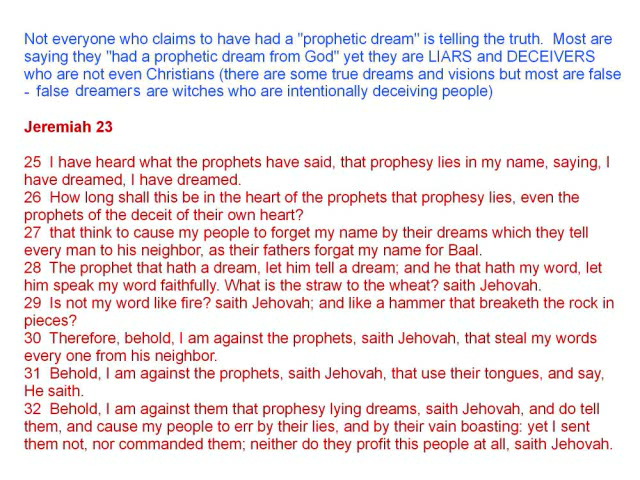 Not everyone who claims to have had a "prophetic dream" is telling the truth.  Most are
saying they "had a prophetic dream from God" yet they are LIARS and DECEIVERS
who are not even Christians (there are some true dreams and visions but most are false
-  false dreamers are witches who are intentionally deceiving people)
Jeremiah 23
25  I have heard what the prophets have said, that prophesy lies in my name, saying, I
have dreamed, I have dreamed.
26  How long shall this be in the heart of the prophets that prophesy lies, even the
prophets of the deceit of their own heart?
27  that think to cause my people to forget my name by their dreams which they tell
every man to his neighbor, as their fathers forgat my name for Baal.
28  The prophet that hath a dream, let him tell a dream; and he that hath my word, let
him speak my word faithfully. What is the straw to the wheat? saith Jehovah.
29  Is not my word like fire? saith Jehovah; and like a hammer that breaketh the rock in
pieces?
30  Therefore, behold, I am against the prophets, saith Jehovah, that steal my words
every one from his neighbor.
31  Behold, I am against the prophets, saith Jehovah, that use their tongues, and say,
He saith.
32  Behold, I am against them that prophesy lying dreams, saith Jehovah, and do tell
them, and cause my people to err by their lies, and by their vain boasting: yet I sent
them not, nor commanded them; neither do they profit this people at all, saith Jehovah.